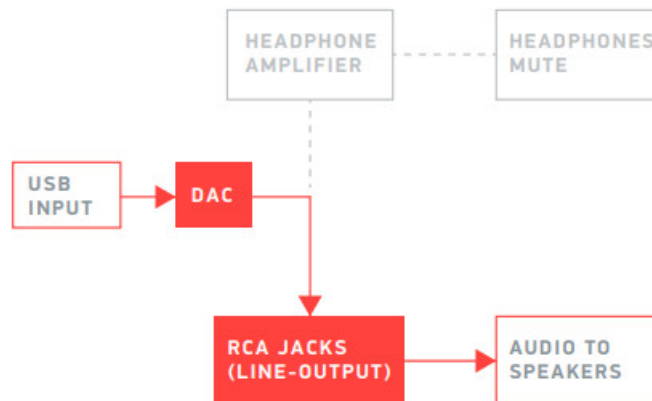 HEADPHONE
AMPLIFIER
HEADPHONES
MUTE
USB
INPUT
DAC
RCA JACKS
(LINE-OUTPUT)
AUDIO TO
SPEAKERS